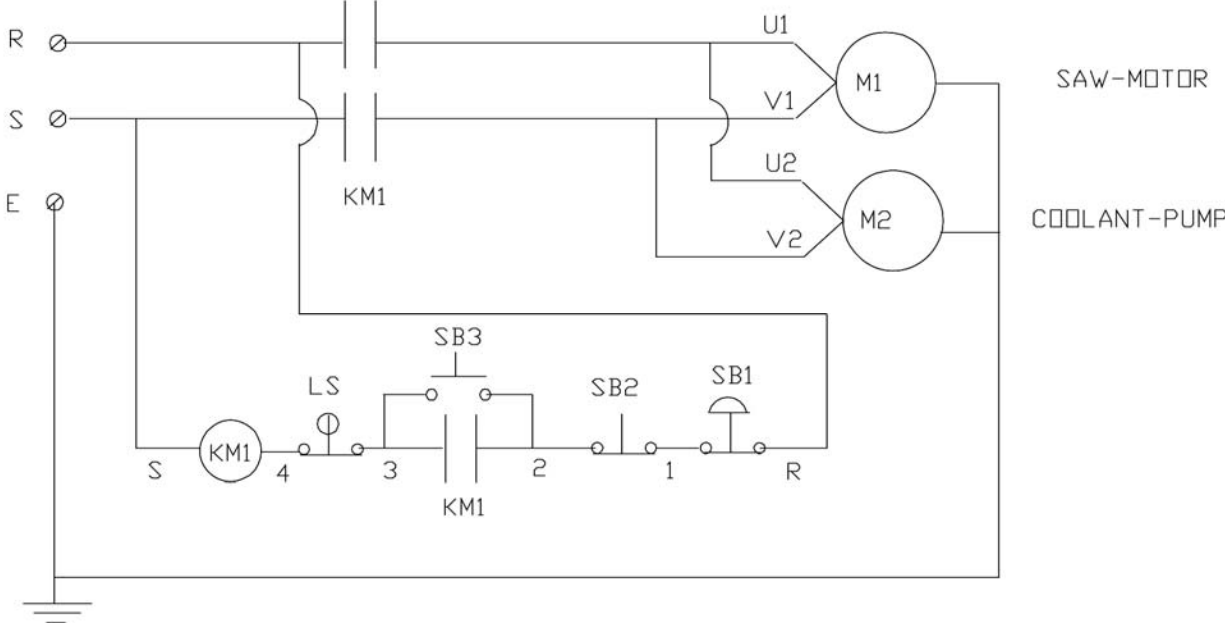 R
U1
M1
SAW-MOTOR
S
V1
KM1
E
U2
M2
COOLANT-PUMP
V2
SB3
LS
SB2
SB1
KM1
S
4
3
2
1
R
KM1